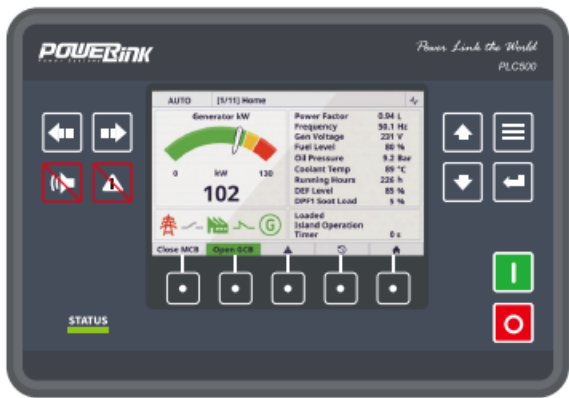 POWERLink
Power Link the World
PLC500
AUTO [1/11] Home
Generator kW
0 kW 130
102
Power Factor 0.94 L
Frequency 50.1 Hz
Gen Voltage 231 V
Fuel Level 80 %
Oil Pressure 9.2 Bar
Coolant Temp 89 °C
Running Hours 226 h
DEF Level 85 %
DPF1 Soot Load 5 %
G
Loaded
Island Operation
Timer 0 s
Close MCB Open GCB
STATUS